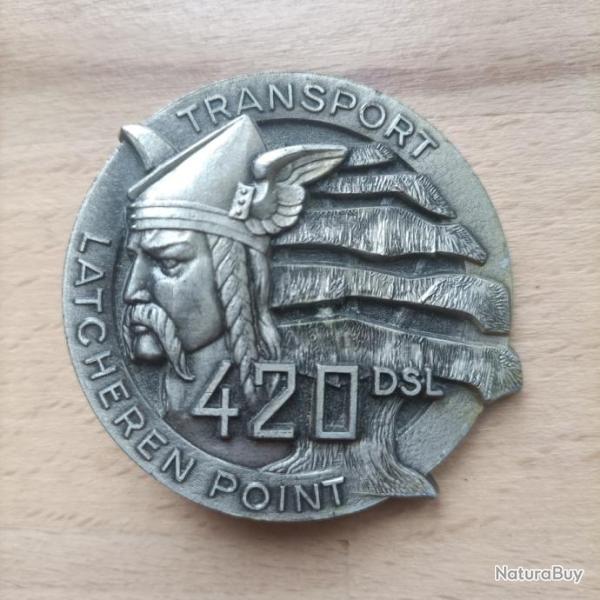 TRANSPORT
LATCHEREN POINT
420 DSL
NaturaBuy